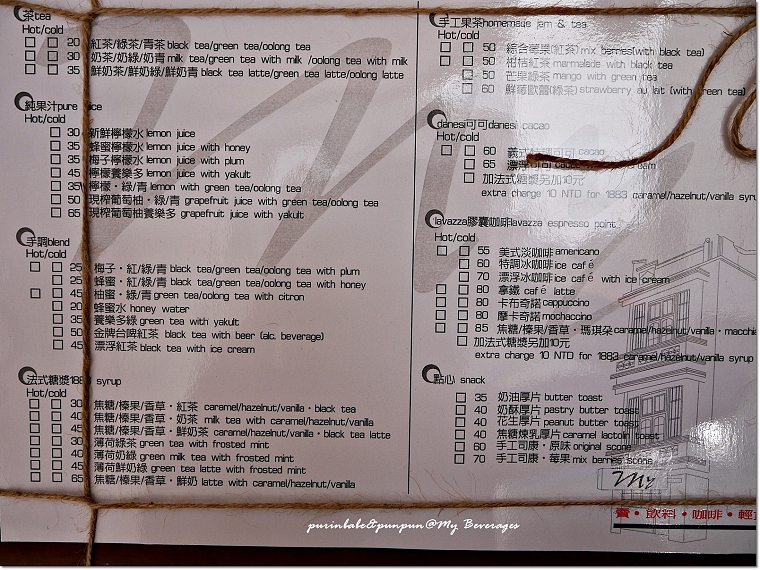 茶tea
Hot/cold
20 紅茶/綠茶/青茶 black tea/green tea/oolong tea
30 奶茶/奶綠/奶青 milk tea/green tea with milk /oolong tea with milk
35 鮮奶茶/鮮奶綠/鮮奶青 black tea latte/green tea latte/oolong latte
純果汁pure juice
Hot/cold
30 新鮮檸檬水 lemon juice
35 蜂蜜檸檬水 lemon juice with honey
35 梅子檸檬水 lemon juice with plum
45 檸檬養樂多 lemon juice with yakult
35 檸檬・綠/青 lemon with green tea/oolong tea
50 現榨葡萄柚・綠/青 grapefruit juice with green tea/oolong tea
65 現榨葡萄柚養樂多 grapefruit juice with yakult
手調blend
Hot/cold
25 梅子・紅/綠/青 black tea/green tea/oolong tea with plum
25 蜂蜜・紅/綠/青 black tea/green tea/oolong tea with honey
45 柚蜜・綠/青 green tea/oolong tea with citron
20 蜂蜜水 honey water
35 養樂多綠 green tea with yakult
50 金牌台啤紅茶 black tea with beer (alc. beverage)
45 漂浮紅茶 black tea with ice cream
法式糖漿1883 syrup
Hot/cold
30 焦糖/榛果/香草・紅茶 caramel/hazelnut/vanilla・black tea
40 焦糖/榛果/香草・奶茶 milk tea with caramel/hazelnut/vanilla
45 焦糖/榛果/香草・鮮奶茶 caramel/hazelnut/vanilla・black tea latte
30 薄荷綠茶 green tea with frosted mint
40 薄荷奶綠 green milk tea with frosted mint
45 薄荷鮮奶綠 green tea latte with frosted mint
65 焦糖/榛果/香草・鮮奶 latte with caramel/hazelnut/vanilla
手工果茶homemade jam & tea
Hot/cold
50 綜合莓果(紅茶) mix berries(with black tea)
50 柑桔紅茶 marmalade with black tea
50 芒果綠茶 mango with green tea
60 鮮莓歐蕾(綠茶) strawberry au lait (with green tea)
danesi可可danesi cacao
Hot/cold
60 義式 cacao
65 漂浮 cacao
加法式糖漿另加10元
extra charge 10 NTD for 1883 caramel/hazelnut/vanilla syrup
lavazza膠囊咖啡lavazza espresso point
Hot/cold
55 美式淡咖啡 americano
60 特調冰咖啡 ice café
70 漂浮冰咖啡 ice café with ice cream
80 拿鐵 café latte
80 卡布奇諾 cappuccino
80 摩卡奇諾 mochaccino
85 焦糖/榛果/香草・瑪琪朵 caramel/hazelnut/vanilla・macchia
加法式糖漿另加10元
extra charge 10 NTD for 1883 caramel/hazelnut/vanilla syrup
點心 snack
35 奶油厚片 butter toast
40 奶酥厚片 pastry butter toast
40 花生厚片 peanut butter toast
40 焦糖煉乳厚片 caramel lactolin toast
60 手工司康・原味 original scone
70 手工司康・莓果 mix berries scone
My
・飲料・咖啡・輕
purinbabe&punpun@My Beverages